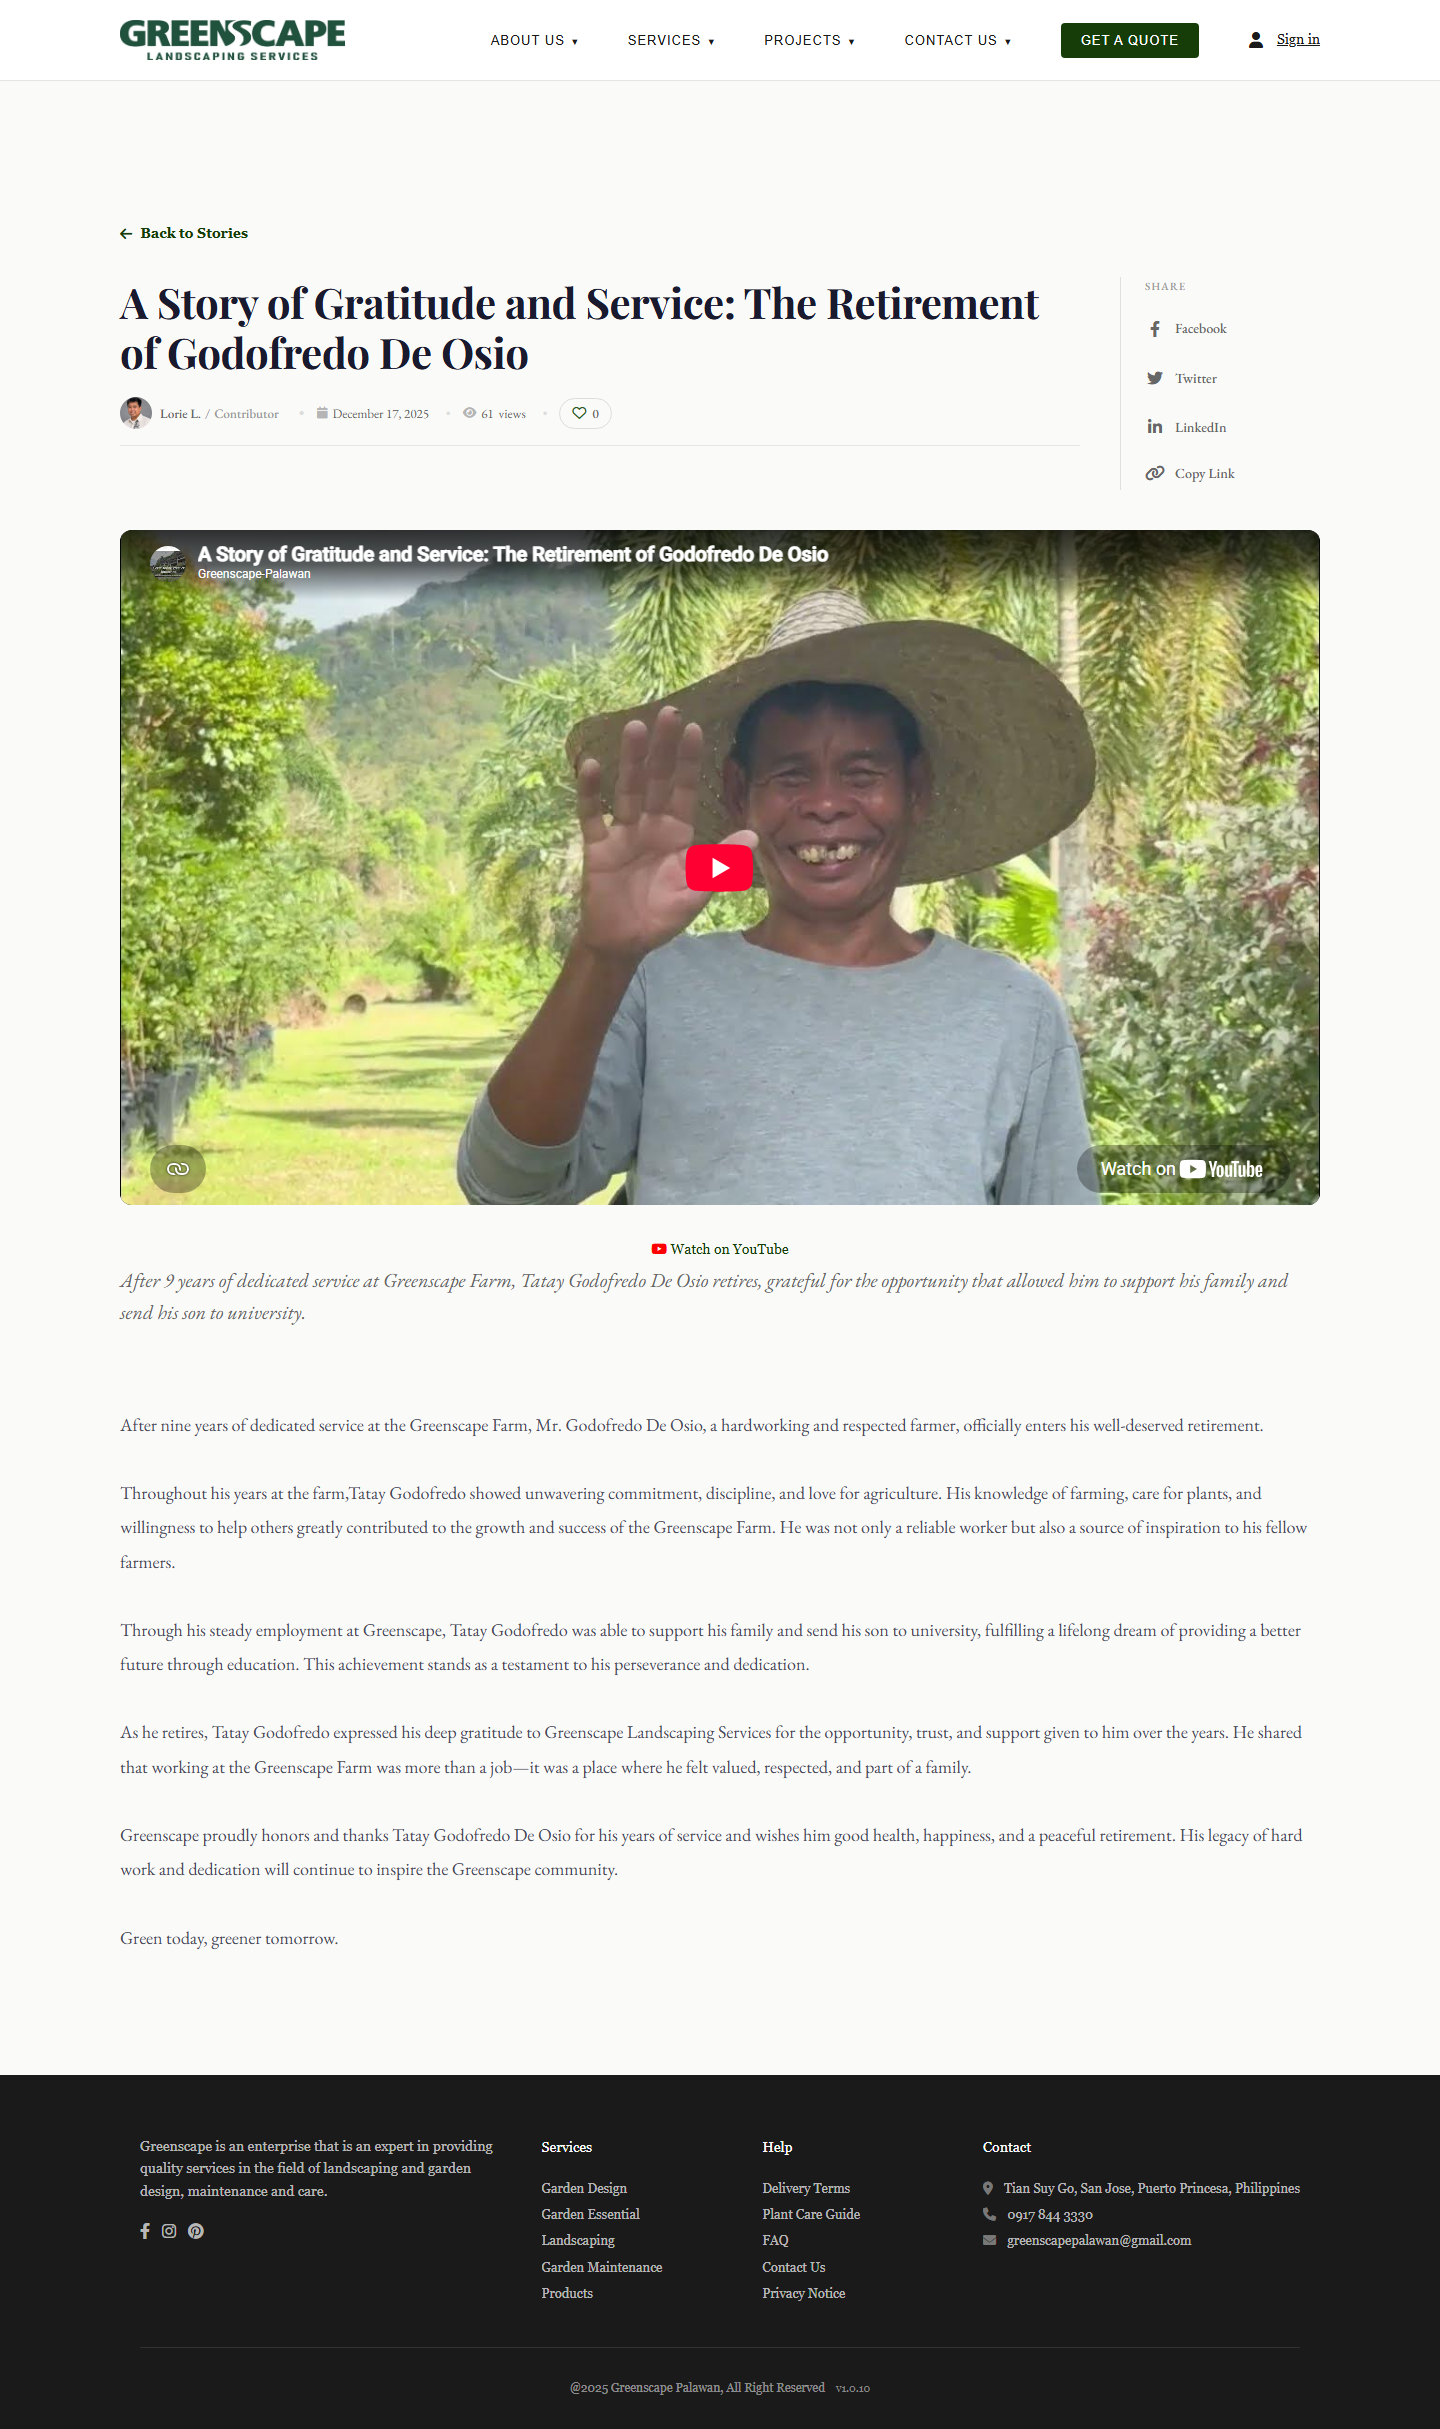 GREENSCAPE
LANDSCAPING SERVICES
ABOUT US ▾
SERVICES ▾
PROJECTS ▾
CONTACT US ▾
GET A QUOTE
Sign in
← Back to Stories
A Story of Gratitude and Service: The Retirement
of Godofredo De Osio
Lorie L. / Contributor • December 17, 2025 • 61 views • 0
SHARE
Facebook
Twitter
LinkedIn
Copy Link
A Story of Gratitude and Service: The Retirement of Godofredo De Osio
Greenscape-Palawan
Watch on YouTube
Watch on YouTube
After 9 years of dedicated service at Greenscape Farm, Tatay Godofredo De Osio retires, grateful for the opportunity that allowed him to support his family and
send his son to university.
After nine years of dedicated service at the Greenscape Farm, Mr. Godofredo De Osio, a hardworking and respected farmer, officially enters his well-deserved retirement.
Throughout his years at the farm,Tatay Godofredo showed unwavering commitment, discipline, and love for agriculture. His knowledge of farming, care for plants, and
willingness to help others greatly contributed to the growth and success of the Greenscape Farm. He was not only a reliable worker but also a source of inspiration to his fellow
farmers.
Through his steady employment at Greenscape, Tatay Godofredo was able to support his family and send his son to university, fulfilling a lifelong dream of providing a better
future through education. This achievement stands as a testament to his perseverance and dedication.
As he retires, Tatay Godofredo expressed his deep gratitude to Greenscape Landscaping Services for the opportunity, trust, and support given to him over the years. He shared
that working at the Greenscape Farm was more than a job—it was a place where he felt valued, respected, and part of a family.
Greenscape proudly honors and thanks Tatay Godofredo De Osio for his years of service and wishes him good health, happiness, and a peaceful retirement. His legacy of hard
work and dedication will continue to inspire the Greenscape community.
Green today, greener tomorrow.
Greenscape is an enterprise that is an expert in providing
quality services in the field of landscaping and garden
design, maintenance and care.
Services
Garden Design
Garden Essential
Landscaping
Garden Maintenance
Products
Help
Delivery Terms
Plant Care Guide
FAQ
Contact Us
Privacy Notice
Contact
Tian Suy Go, San Jose, Puerto Princesa, Philippines
0917 844 3330
greenscapepalawan@gmail.com
@2025 Greenscape Palawan, All Right Reserved v1.0.10